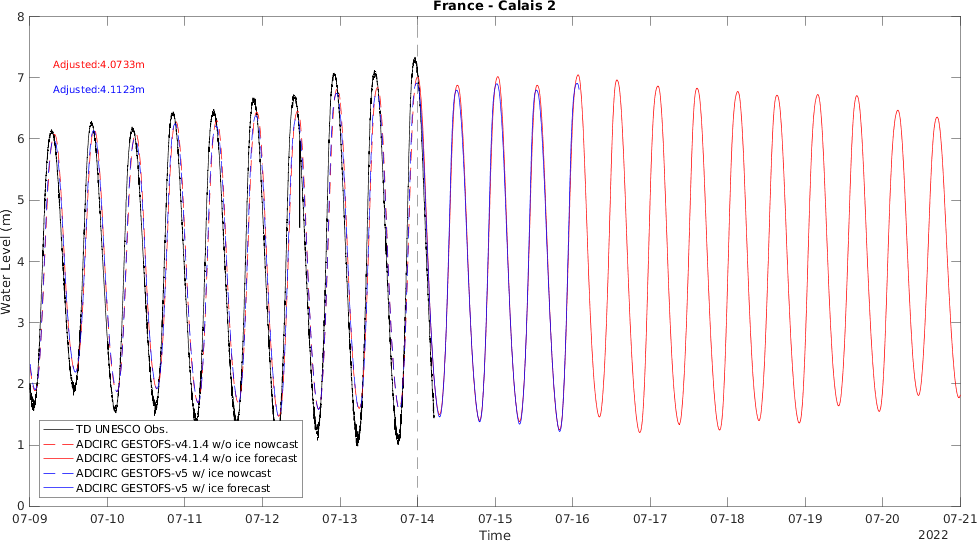 France - Calais 2
8
7
6
5
4
3
2
1
0
Water Level (m)
Adjusted:4.0733m
Adjusted:4.1123m
TD UNESCO Obs.
ADCIRC GESTOFS-v4.1.4 w/o ice nowcast
ADCIRC GESTOFS-v4.1.4 w/o ice forecast
ADCIRC GESTOFS-v5 w/ ice nowcast
ADCIRC GESTOFS-v5 w/ ice forecast
07-09 07-10 07-11 07-12 07-13 07-14 07-15 07-16 07-17 07-18 07-19 07-20 07-21
Time
2022